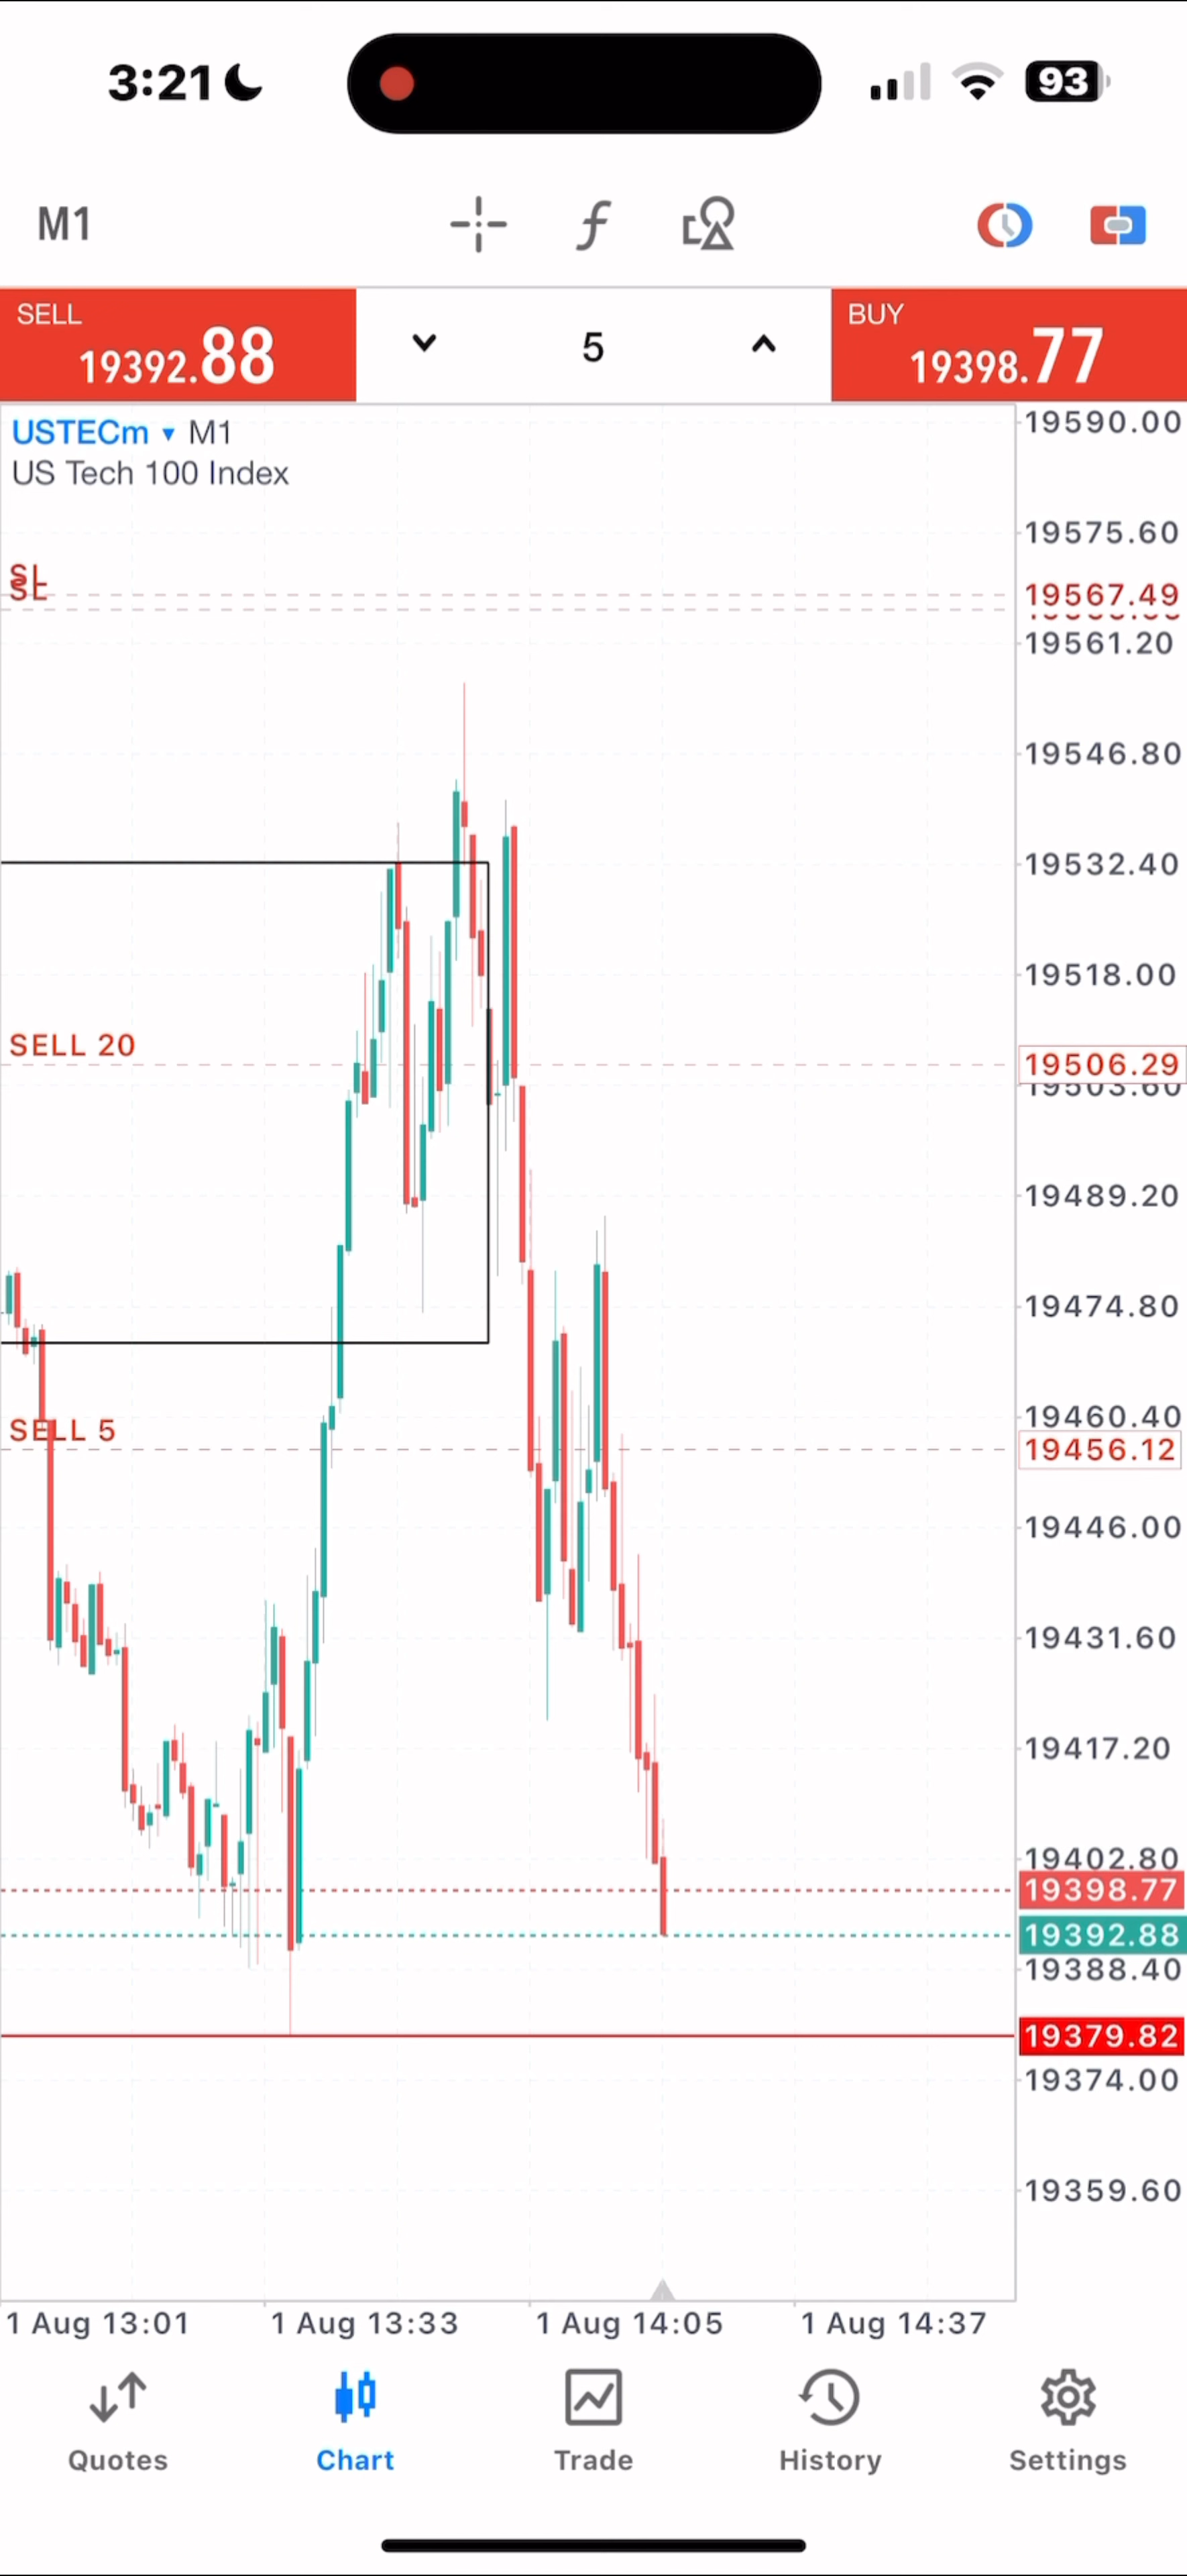 3:21
93
M1
SELL
19392.88
5
BUY
19398.77
USTECm ▾ M1
US Tech 100 Index
19590.00
19575.60
SL
SL
19567.49
19561.20
19546.80
19532.40
19518.00
SELL 20
19506.29
19503.60
19489.20
19474.80
19460.40
SELL 5
19456.12
19446.00
19431.60
19417.20
19402.80
19398.77
19392.88
19388.40
19379.82
19374.00
19359.60
1 Aug 13:01
1 Aug 13:33
1 Aug 14:05
1 Aug 14:37
Quotes
Chart
Trade
History
Settings